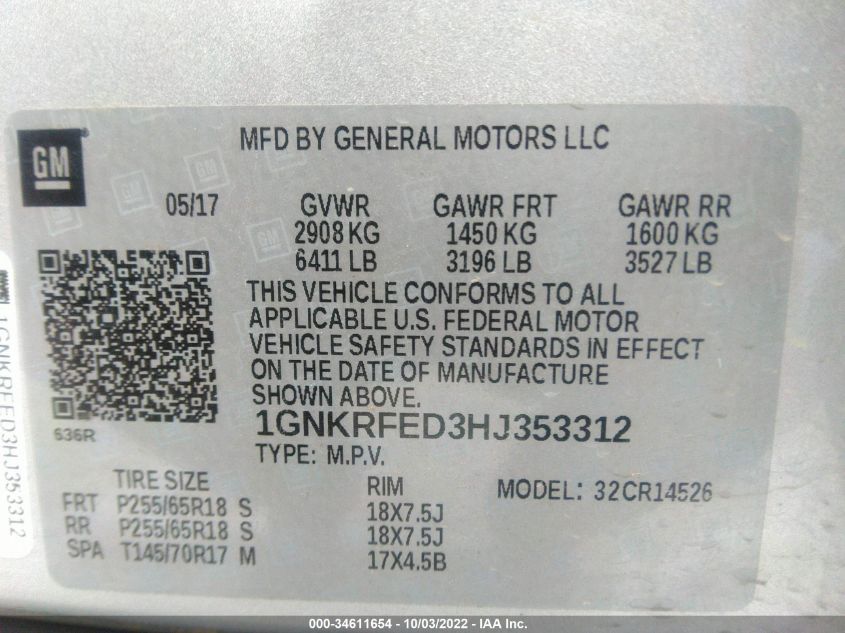 MFD BY GENERAL MOTORS LLC
GM
05/17 GVWR GAWR FRT GAWR RR
2908 KG 1450 KG 1600 KG
6411 LB 3196 LB 3527 LB
THIS VEHICLE CONFORMS TO ALL
APPLICABLE U.S. FEDERAL MOTOR
VEHICLE SAFETY STANDARDS IN EFFECT
ON THE DATE OF MANUFACTURE
SHOWN ABOVE.
1GNKRFED3HJ353312
636R
TYPE: M.P.V.
TIRE SIZE RIM MODEL: 32CR14526
FRT P255/65R18 S 18X7.5J
RR P255/65R18 S 18X7.5J
SPA T145/70R17 M 17X4.5B
1GNKRFED3HJ353312
000-34611654 - 10/03/2022 - IAA Inc.